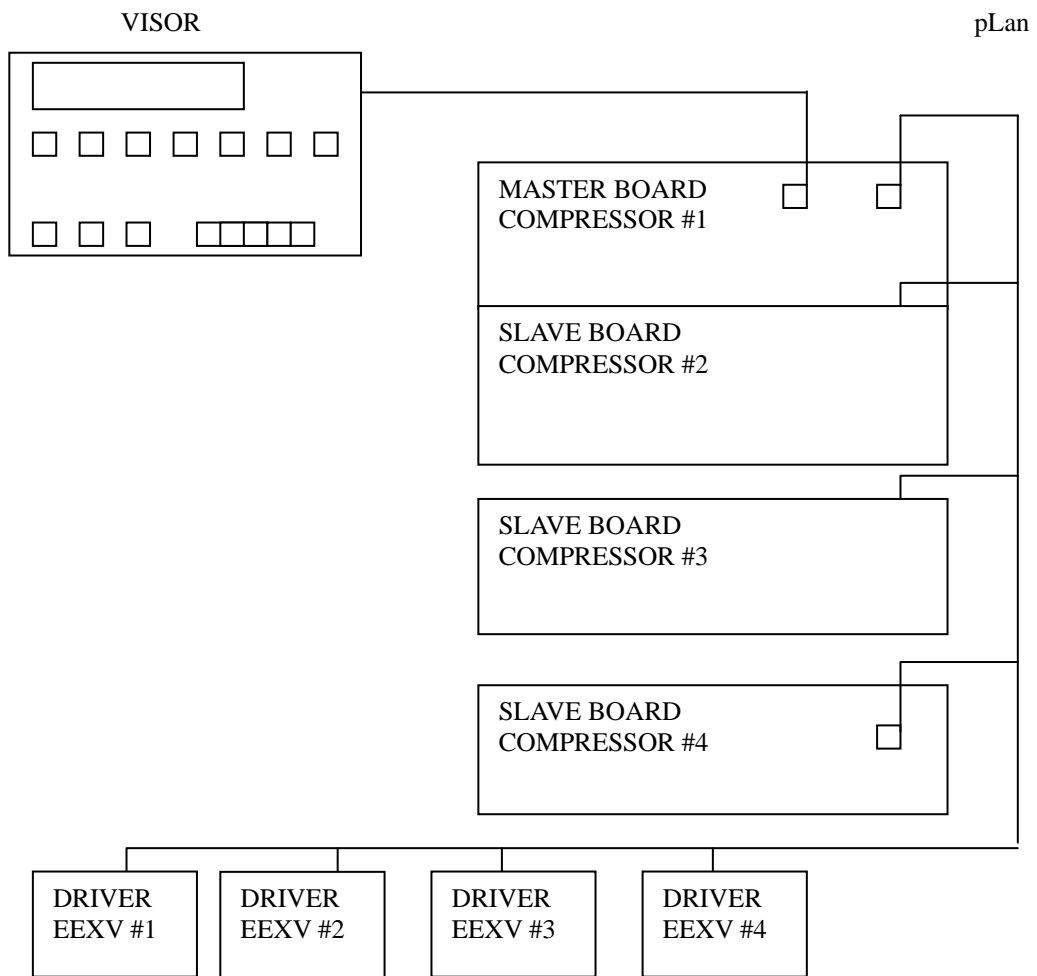 VISOR
pLan
MASTER BOARD
COMPRESSOR #1
SLAVE BOARD
COMPRESSOR #2
SLAVE BOARD
COMPRESSOR #3
SLAVE BOARD
COMPRESSOR #4
DRIVER
EEXV #1
DRIVER
EEXV #2
DRIVER
EEXV #3
DRIVER
EEXV #4